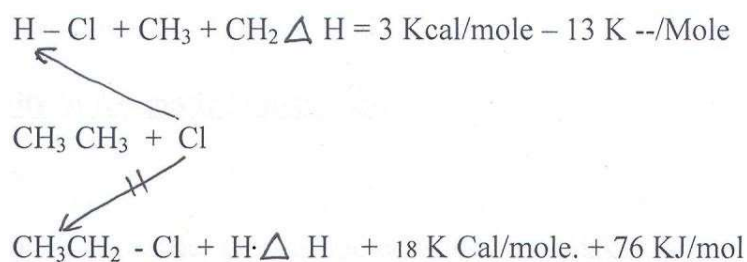 H – Cl + CH₃ + CH₂ △ H = 3 Kcal/mole – 13 K --/Mole
CH₃ CH₃ + Cl
CH₃CH₂ - Cl + H· △ H + 18 K Cal/mole. + 76 KJ/mol